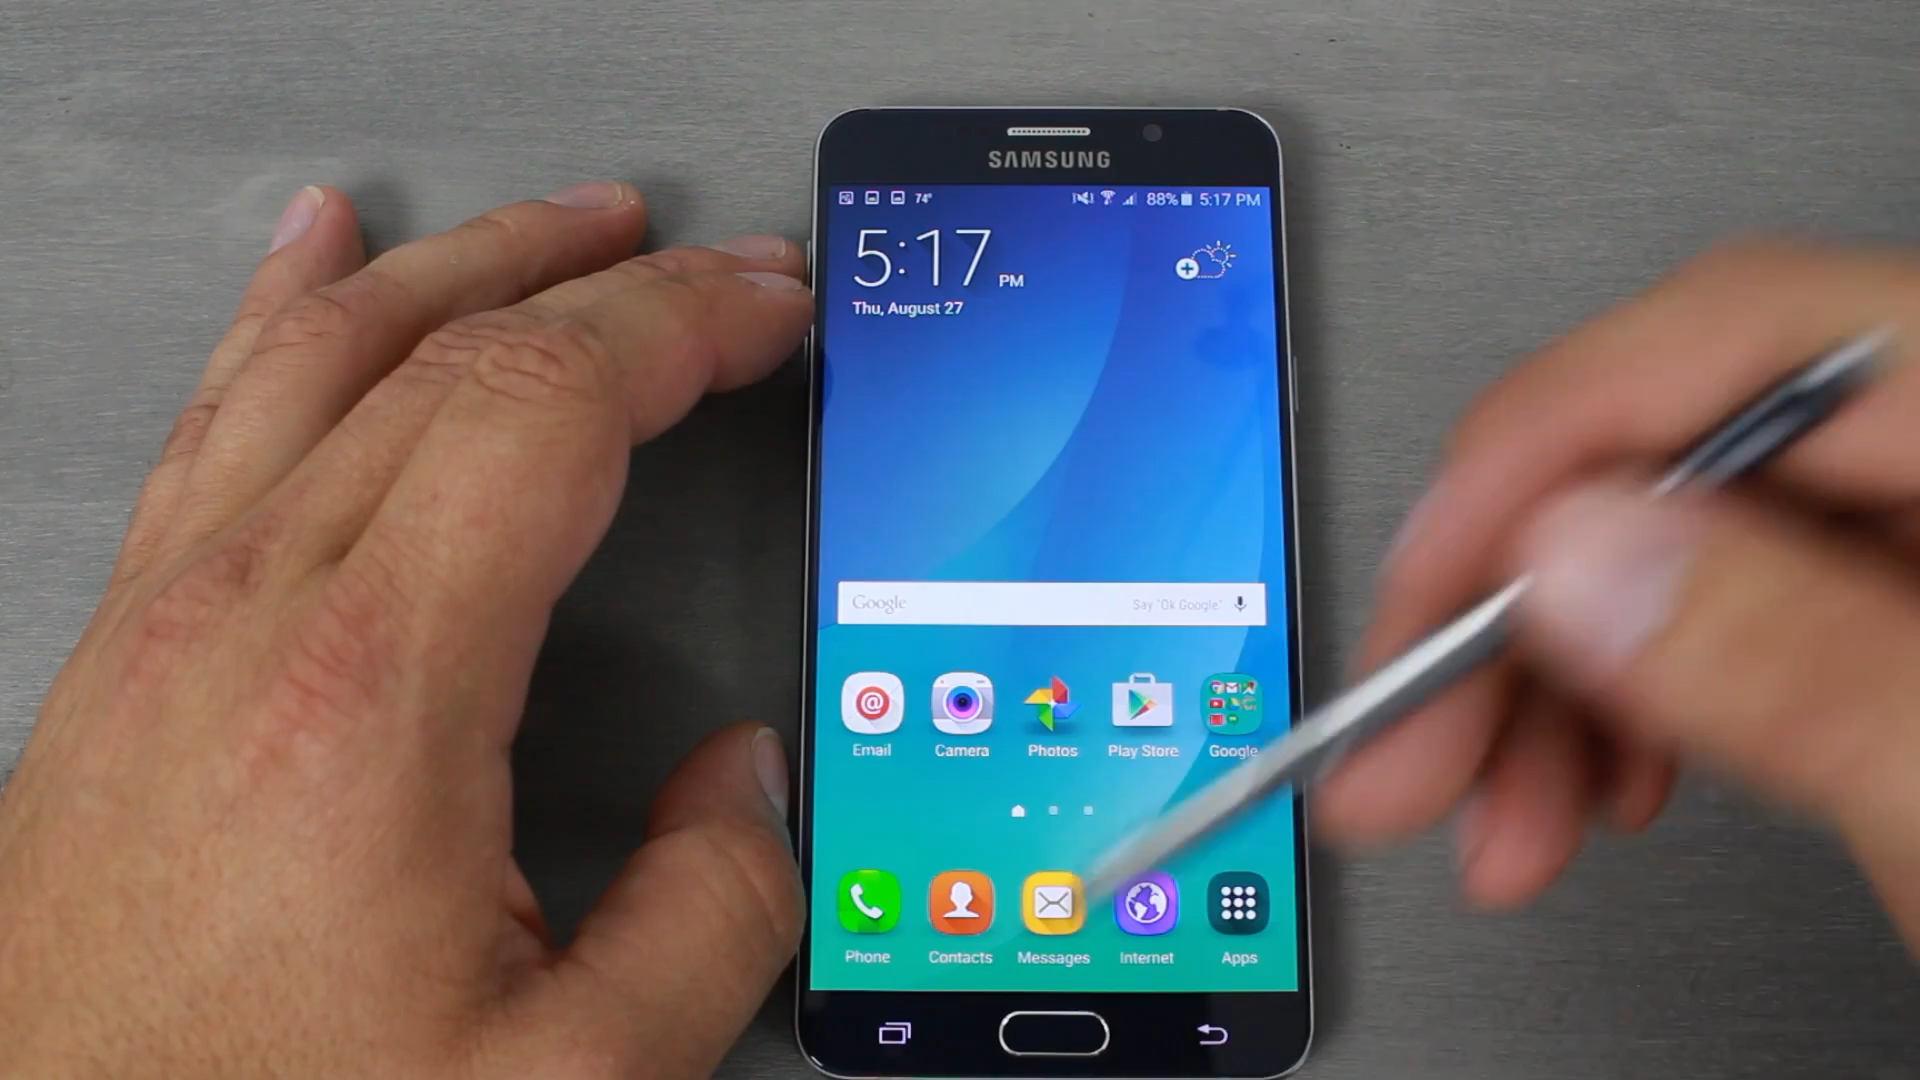 SAMSUNG
74° 88% 5:17 PM
5:17 PM
Thu, August 27
Google Say "Ok Google"
Email Camera Photos Play Store Google
Phone Contacts Messages Internet Apps